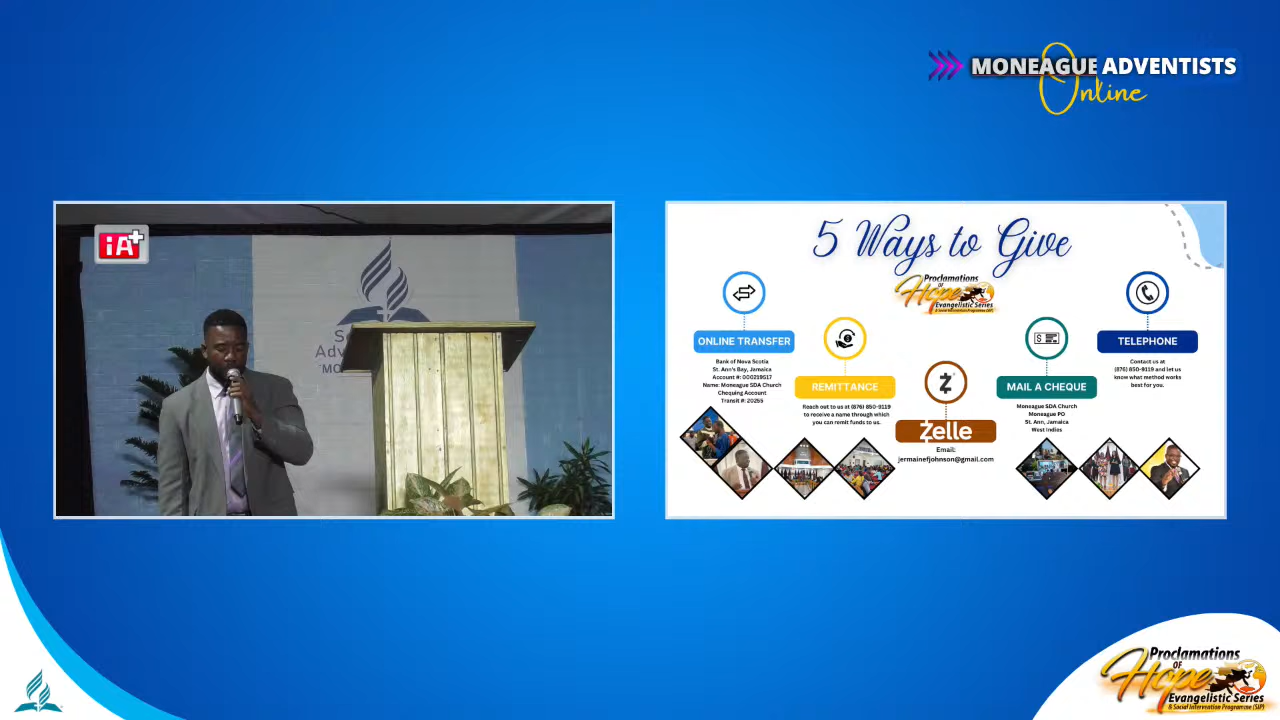 MONEAGUE ADVENTISTS
Online
iA+
5 Ways to Give
Proclamations
OF
Hope
Evangelistic Series
& Social Intervention Programme (SIP)
ONLINE TRANSFER
Bank of Nova Scotia
St. Ann's Bay, Jamaica
Account #: 000219517
Name: Moneague SDA Church
Chequing Account
Transit #: 20255
REMITTANCE
Reach out to us at (876) 850-9119
to receive a name through which
you can remit funds to us.
Zelle
Email:
jermainefjohnson@gmail.com
MAIL A CHEQUE
Moneague SDA Church
Moneague PO
St. Ann, Jamaica
West Indies
TELEPHONE
Contact us at
(876) 850-9119 and let us
know what method works
best for you.
Proclamations
OF
Hope
Evangelistic Series
& Social Intervention Programme (SIP)